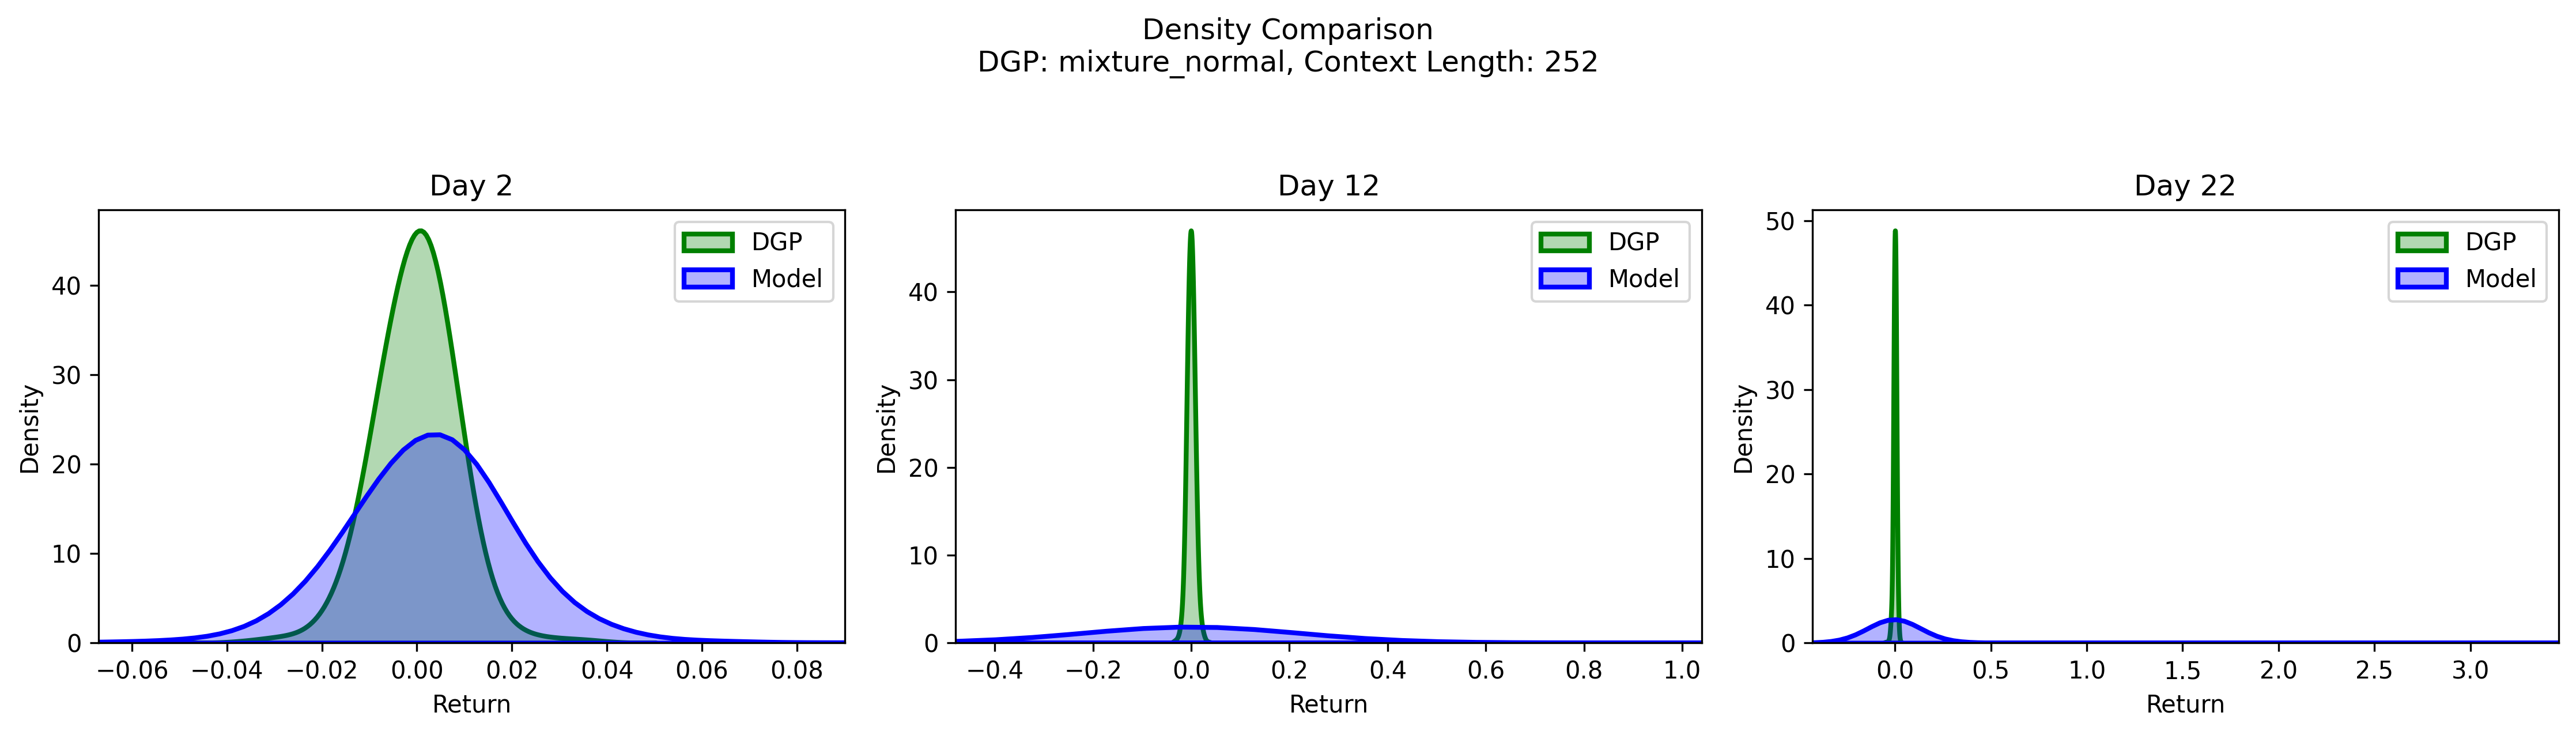 Density Comparison
DGP: mixture_normal, Context Length: 252
Day 2
Density
40
30
20
10
0
−0.06 −0.04 −0.02 0.00 0.02 0.04 0.06 0.08
Return
DGP
Model
Day 12
Density
40
30
20
10
0
−0.4 −0.2 0.0 0.2 0.4 0.6 0.8 1.0
Return
DGP
Model
Day 22
Density
50
40
30
20
10
0
0.0 0.5 1.0 1.5 2.0 2.5 3.0
Return
DGP
Model